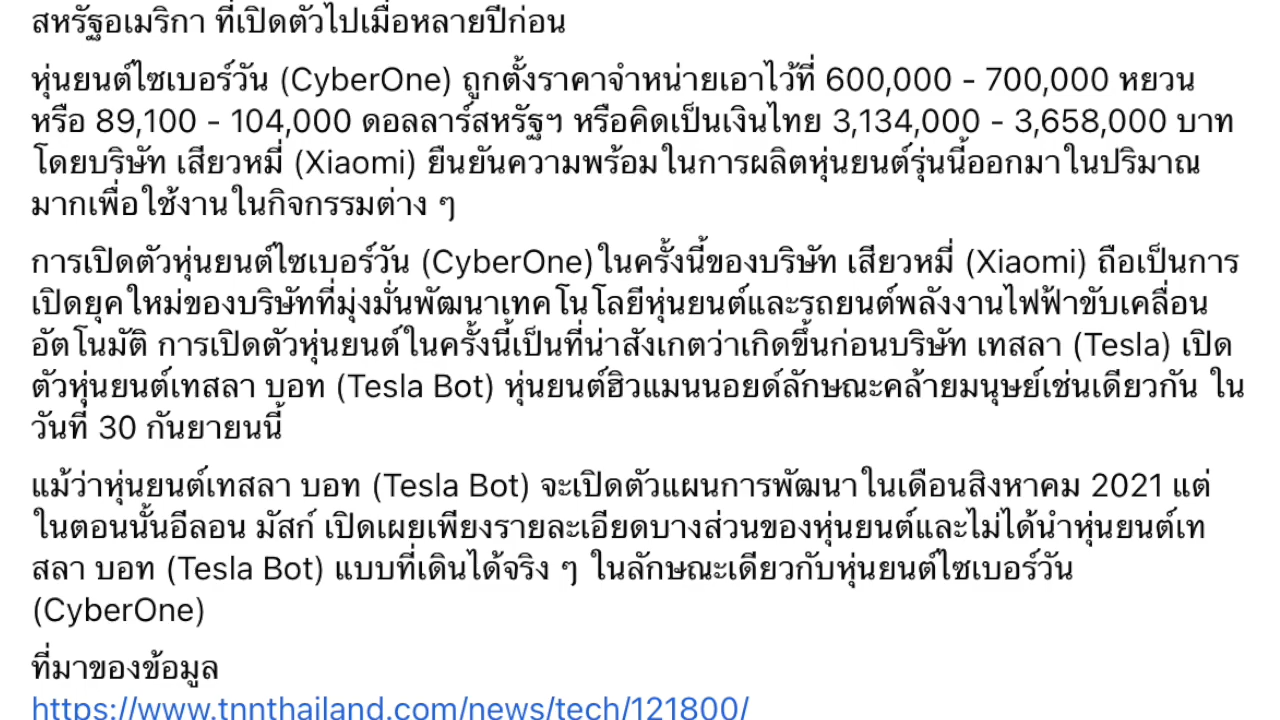 สหรัฐอเมริกา ที่เปิดตัวไปเมื่อหลายปีก่อน
หุ่นยนต์ไซเบอร์วัน (CyberOne) ถูกตั้งราคาจำหน่ายเอาไว้ที่ 600,000 - 700,000 หยวน
หรือ 89,100 - 104,000 ดอลลาร์สหรัฐฯ หรือคิดเป็นเงินไทย 3,134,000 - 3,658,000 บาท
โดยบริษัท เสียวหมี่ (Xiaomi) ยืนยันความพร้อมในการผลิตหุ่นยนต์รุ่นนี้ออกมาในปริมาณ
มากเพื่อใช้งานในกิจกรรมต่าง ๆ
การเปิดตัวหุ่นยนต์ไซเบอร์วัน (CyberOne)ในครั้งนี้ของบริษัท เสียวหมี่ (Xiaomi) ถือเป็นการ
เปิดยุคใหม่ของบริษัทที่มุ่งมั่นพัฒนาเทคโนโลยีหุ่นยนต์และรถยนต์พลังงานไฟฟ้าขับเคลื่อน
อัตโนมัติ การเปิดตัวหุ่นยนต์ในครั้งนี้เป็นที่น่าสังเกตว่าเกิดขึ้นก่อนบริษัท เทสลา (Tesla) เปิด
ตัวหุ่นยนต์เทสลา บอท (Tesla Bot) หุ่นยนต์ฮิวแมนนอยด์ลักษณะคล้ายมนุษย์เช่นเดียวกัน ใน
วันที่ 30 กันยายนนี้
แม้ว่าหุ่นยนต์เทสลา บอท (Tesla Bot) จะเปิดตัวแผนการพัฒนาในเดือนสิงหาคม 2021 แต่
ในตอนนั้นอีลอน มัสก์ เปิดเผยเพียงรายละเอียดบางส่วนของหุ่นยนต์และไม่ได้นำหุ่นยนต์เท
สลา บอท (Tesla Bot) แบบที่เดินได้จริง ๆ ในลักษณะเดียวกับหุ่นยนต์ไซเบอร์วัน
(CyberOne)
ที่มาของข้อมูล
https://www.tnnthailand.com/news/tech/121800/